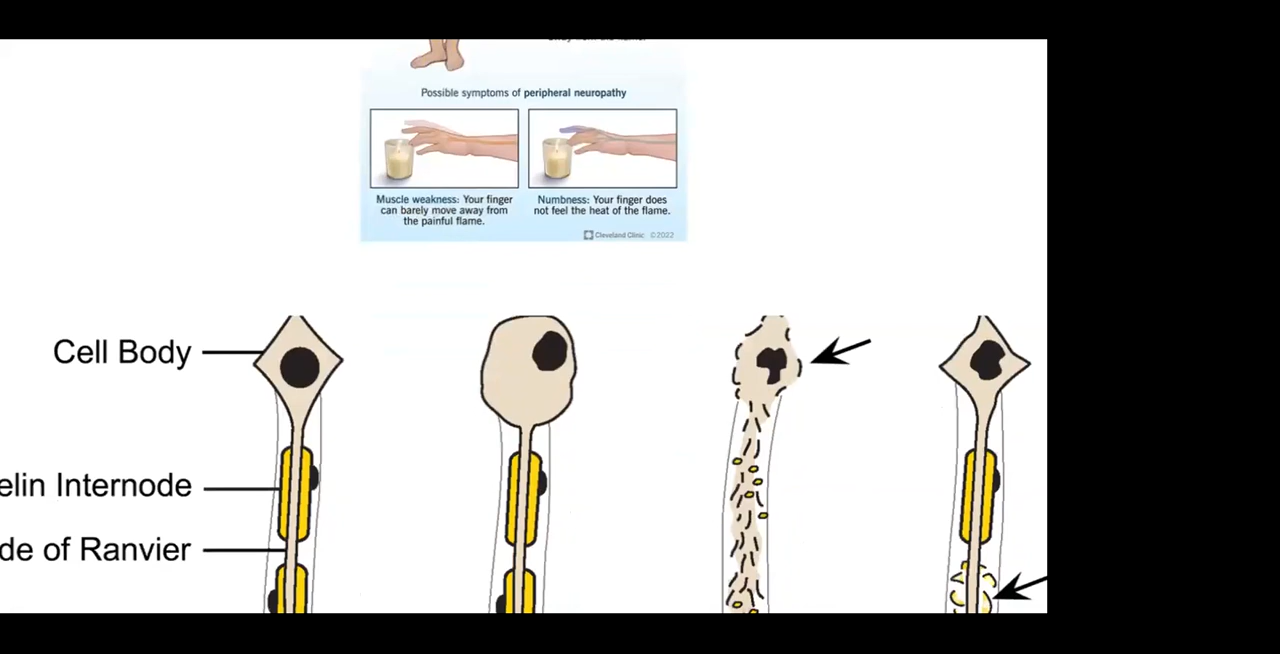 Possible symptoms of peripheral neuropathy
Muscle weakness: Your finger
can barely move away from
the painful flame.
Numbness: Your finger does
not feel the heat of the flame.
Cleveland Clinic ©2022
Cell Body
elin Internode
de of Ranvier